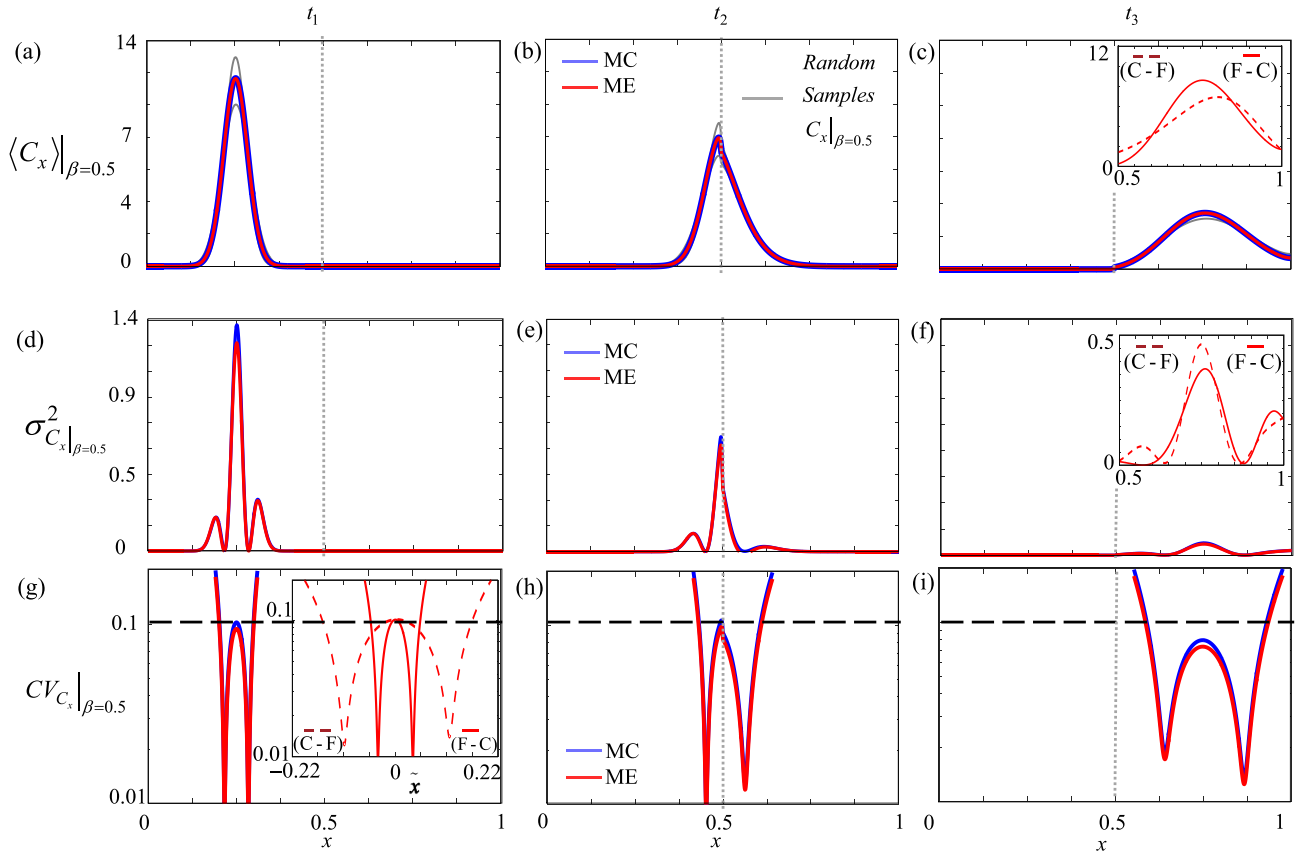 t₁ t₂ t₃
(a) (b) (c)
14
7
4
0
⟨Cₓ⟩|β=0.5
MC
ME
Random
Samples
Cₓ|β=0.5
12
(C - F) (F - C)
0
0.5 1
(d) (e) (f)
1.4
0.9
0.5
0
σ²Cₓ|β=0.5
MC
ME
0.5
(C - F) (F - C)
0
0.5 1
(g) (h) (i)
0.1
0.01
CVCₓ|β=0.5
0.1
(C - F) (F - C)
0.01
−0.22 0 0.22
x̃
MC
ME
0 0.5 1 0 0.5 1 0 0.5 1
x x x